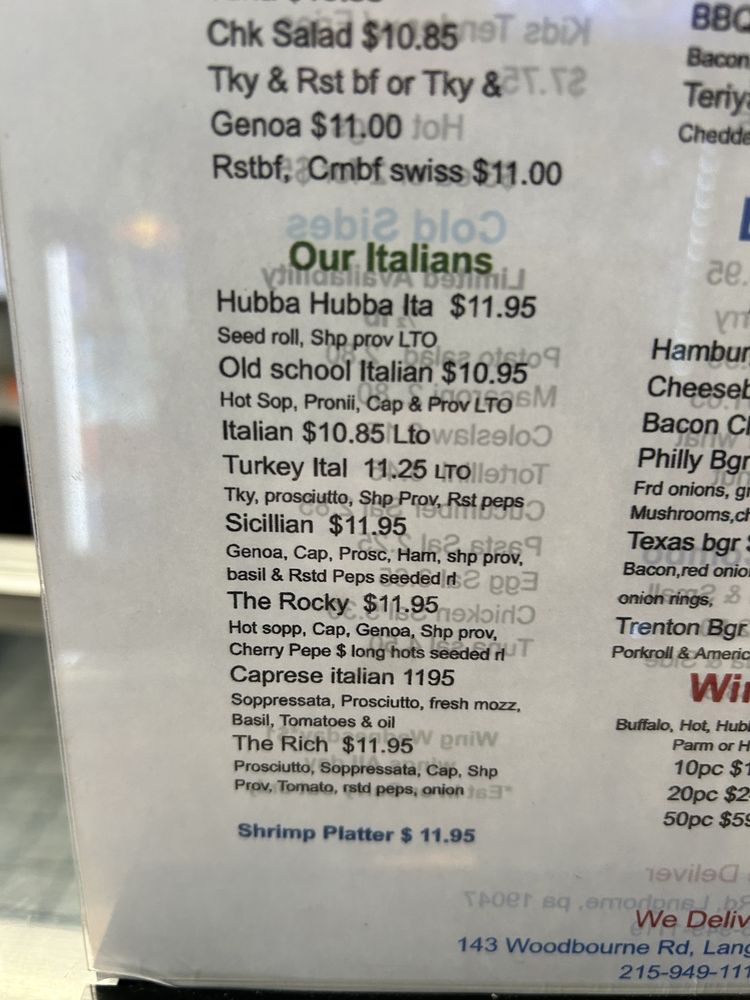 Chk Salad $10.85
Tky & Rst bf or Tky &
Genoa $11.00
Rstbf, Crnbf swiss $11.00
Our Italians
Hubba Hubba Ita $11.95
Seed roll, Shp prov LTO
Old school Italian $10.95
Hot Sop, Pronii, Cap & Prov LTO
Italian $10.85 Lto
Turkey Ital 11.25 LTO
Tky, prosciutto, Shp Prov, Rst peps
Sicillian $11.95
Genoa, Cap, Prosc, Ham, shp prov,
basil & Rstd Peps seeded rl
The Rocky $11.95
Hot sopp, Cap, Genoa, Shp prov,
Cherry Pepe $ long hots seeded rl
Caprese italian 1195
Soppressata, Prosciutto, fresh mozz,
Basil, Tomatoes & oil
The Rich $11.95
Prosciutto, Soppressata, Cap, Shp
Prov, Tomato, rstd peps, onion
Shrimp Platter $ 11.95
BBQ
Bacon
Teriy
Chedde
Hambur
Cheeseb
Bacon
Philly Bgr
Frd onions,
Mushrooms,
Texas bgr
Bacon,red onio
onion rings,
Trenton Bgr
Porkroll & Americ
Wi
Buffalo, Hot, Hub
Parm or H
10pc $1
20pc $2
50pc $5
We Deliv
143 Woodbourne Rd, Lang
215-949-111